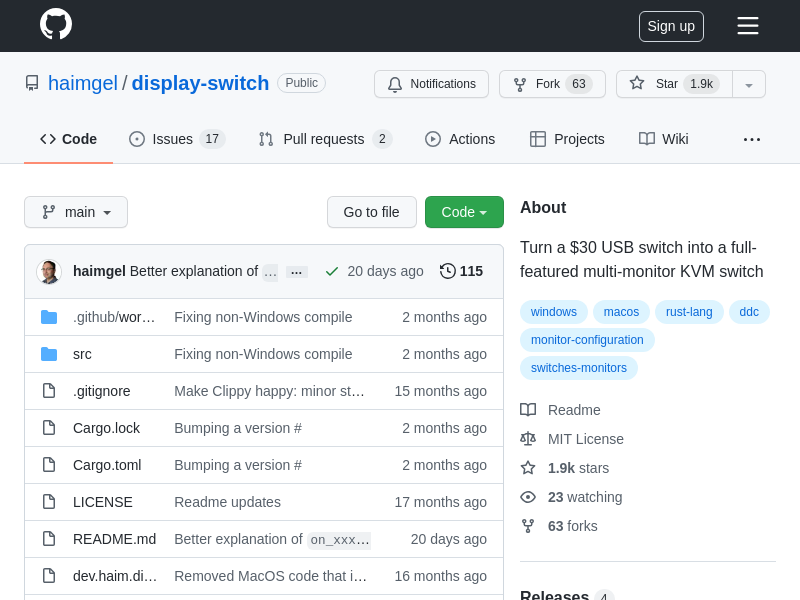 Sign up
haimgel / display-switch Public
Notifications Fork 63 Star 1.9k
Code Issues 17 Pull requests 2 Actions Projects Wiki ...
main Go to file Code
haimgel Better explanation of … … 20 days ago 115
.github/wor… Fixing non-Windows compile 2 months ago
src Fixing non-Windows compile 2 months ago
.gitignore Make Clippy happy: minor st… 15 months ago
Cargo.lock Bumping a version # 2 months ago
Cargo.toml Bumping a version # 2 months ago
LICENSE Readme updates 17 months ago
README.md Better explanation of on_xxx… 20 days ago
dev.haim.di… Removed MacOS code that i… 16 months ago
About
Turn a $30 USB switch into a full-
featured multi-monitor KVM switch
windows macos rust-lang ddc
monitor-configuration
switches-monitors
Readme
MIT License
1.9k stars
23 watching
63 forks
Releases 4